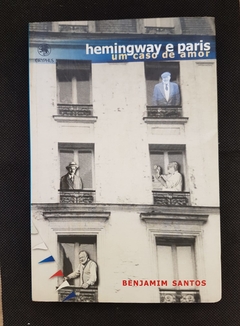 hemingway e paris
um caso de amor
BENJAMIM SANTOS